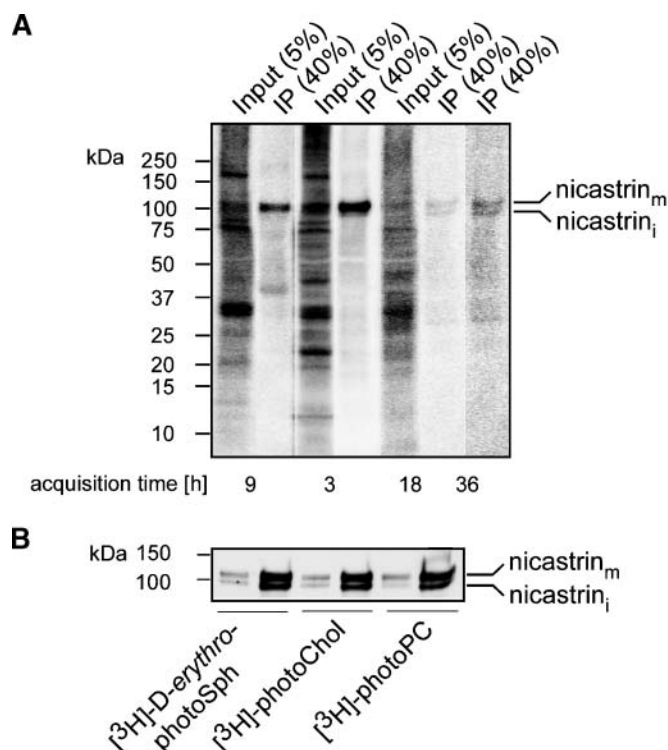 A
Input (5%)
IP (40%)
Input (5%)
IP (40%)
Input (5%)
IP (40%)
IP (40%)
kDa
250
150
100
75
50
37
25
20
15
10
nicastrinm
nicastrini
acquisition time [h] 9 3 18 36
B
kDa 150
100
nicastrinm
nicastrini
[3H]-D-erythro-
photoSph
[3H]-photoChol
[3H]-photoPC